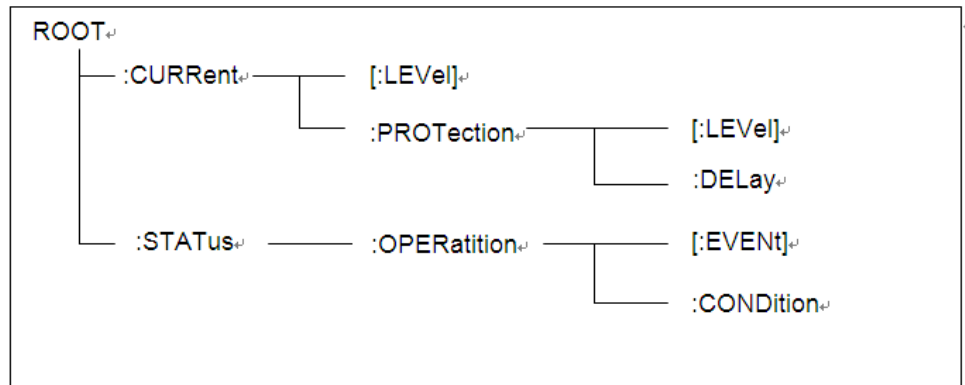 ROOT
:CURRent [:LEVel]
:PROTection [:LEVel]
:DELay
:STATus :OPERatition [:EVENt]
:CONDition